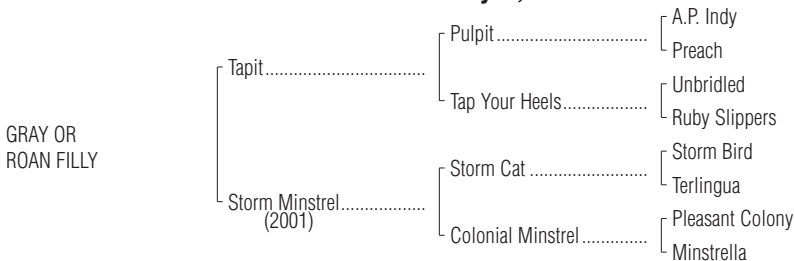 A.P. Indy
Pulpit
Preach
Tapit
Unbridled
Tap Your Heels
Ruby Slippers
GRAY OR
ROAN FILLY
Storm Bird
Storm Cat
Terlingua
Storm Minstrel
(2001)
Pleasant Colony
Colonial Minstrel
Minstrella